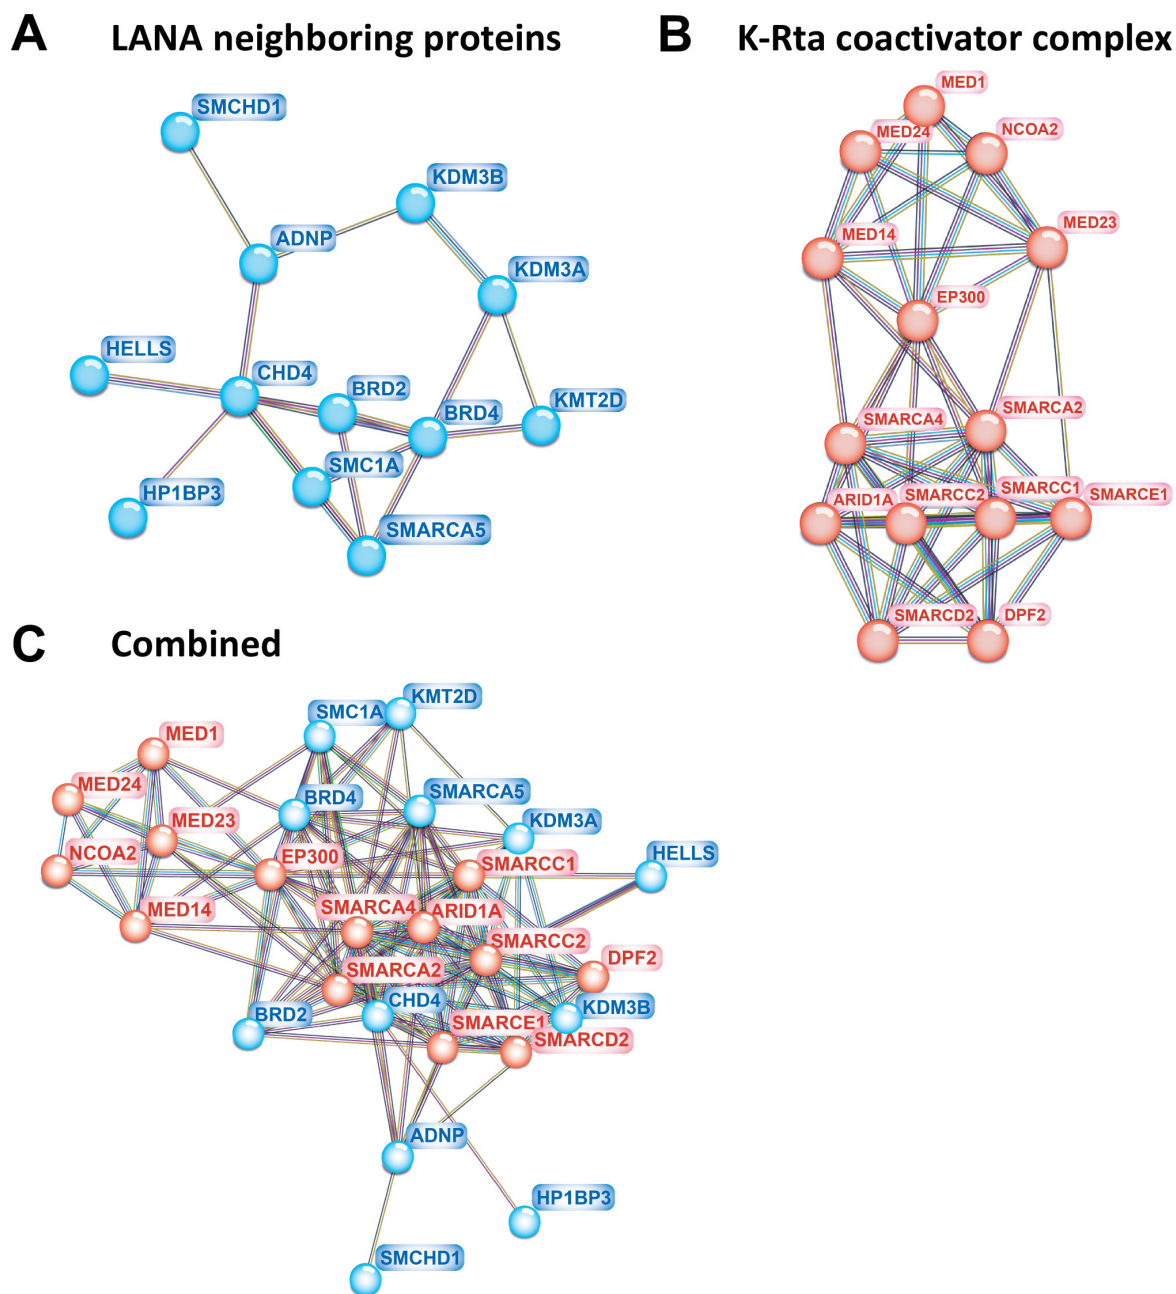 A LANA neighboring proteins
SMCHD1
KDM3B
ADNP
KDM3A
HELLS
CHD4
BRD2
BRD4
KMT2D
SMC1A
HP1BP3
SMARCA5
B K-Rta coactivator complex
MED1
MED24
NCOA2
MED14
MED23
EP300
SMARCA4
SMARCA2
ARID1A
SMARCC2
SMARCC1
SMARCE1
SMARCD2
DPF2
C Combined
KMT2D
SMC1A
MED1
MED24
BRD4
SMARCA5
MED23
KDM3A
NCOA2
EP300
SMARCC1
HELLS
MED14
SMARCA4
ARID1A
SMARCC2
DPF2
SMARCA2
BRD2
CHD4
KDM3B
SMARCE1
SMARCD2
ADNP
HP1BP3
SMCHD1